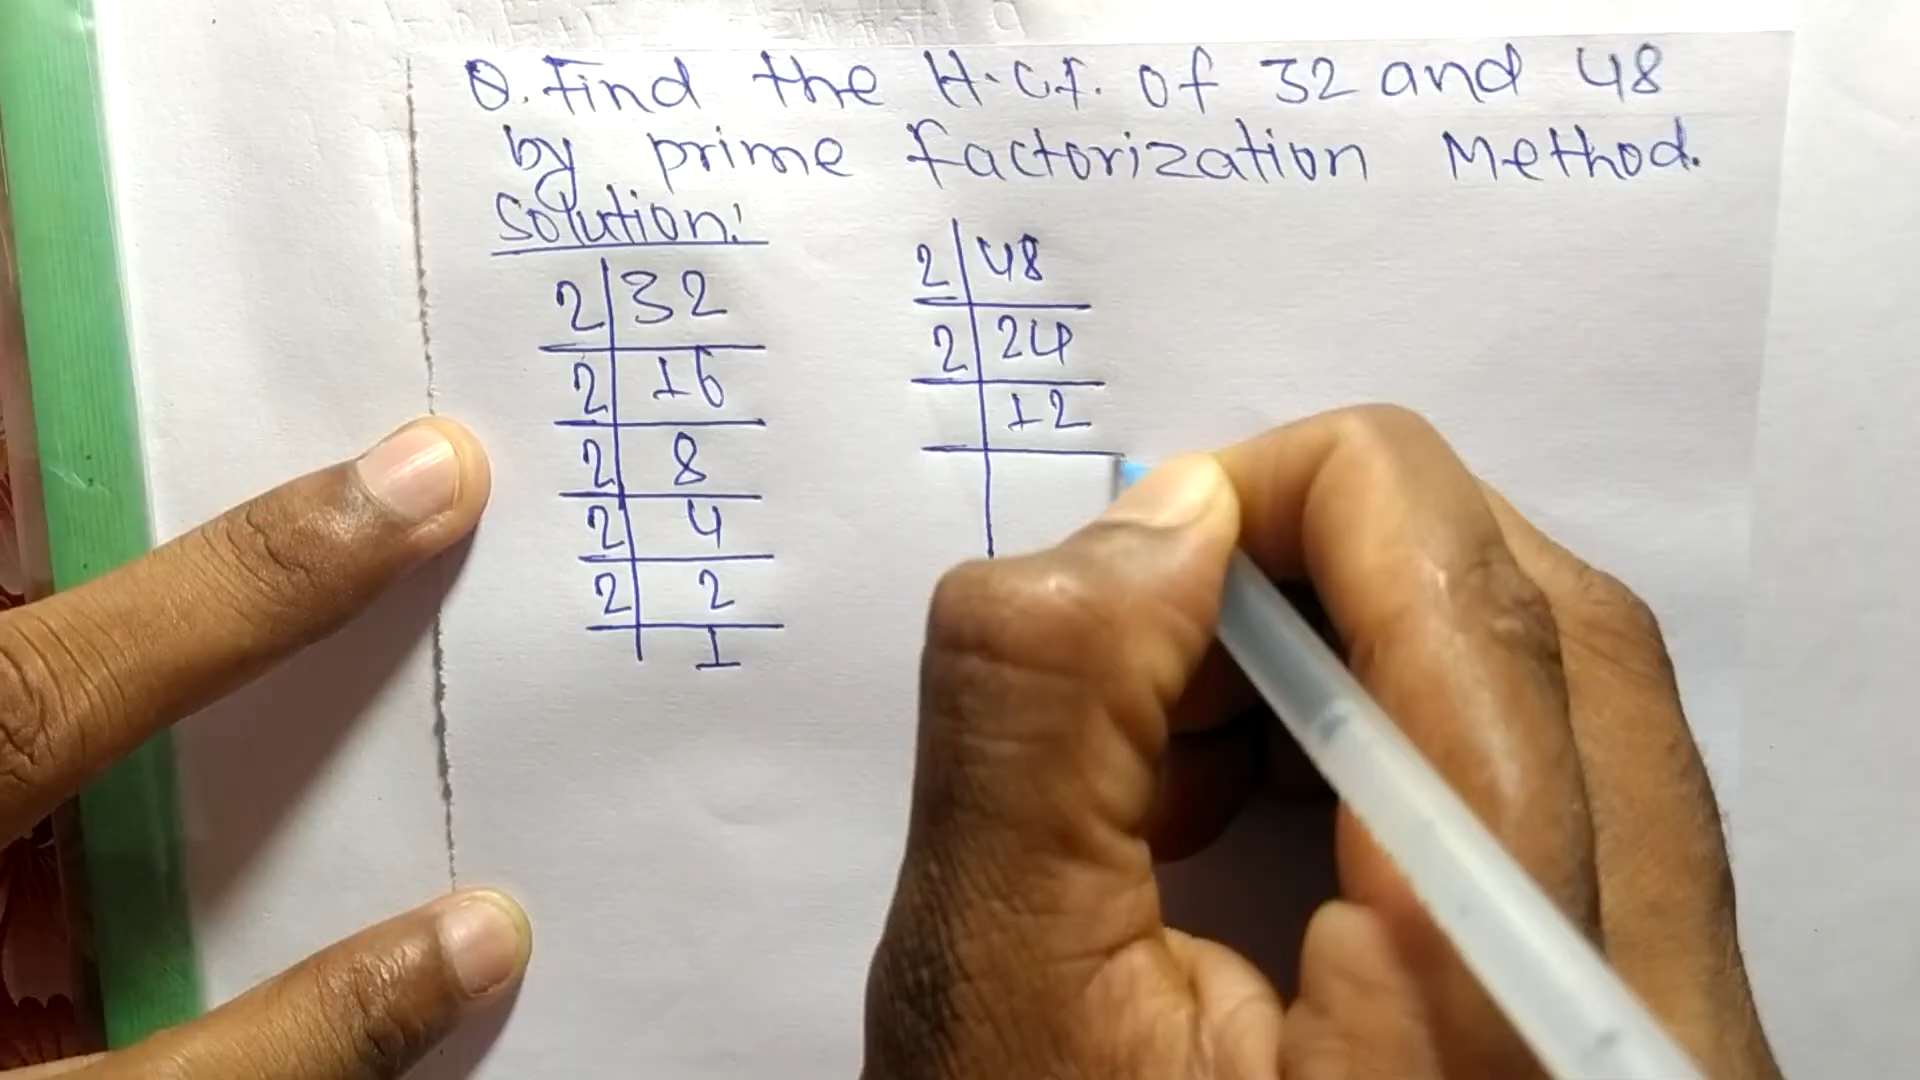 Q. Find the H.C.F. of 32 and 48
by prime factorization Method.
Solution:
2 | 32
2 | 16
2 | 8
2 | 4
2 | 2
1
2 | 48
2 | 24
12